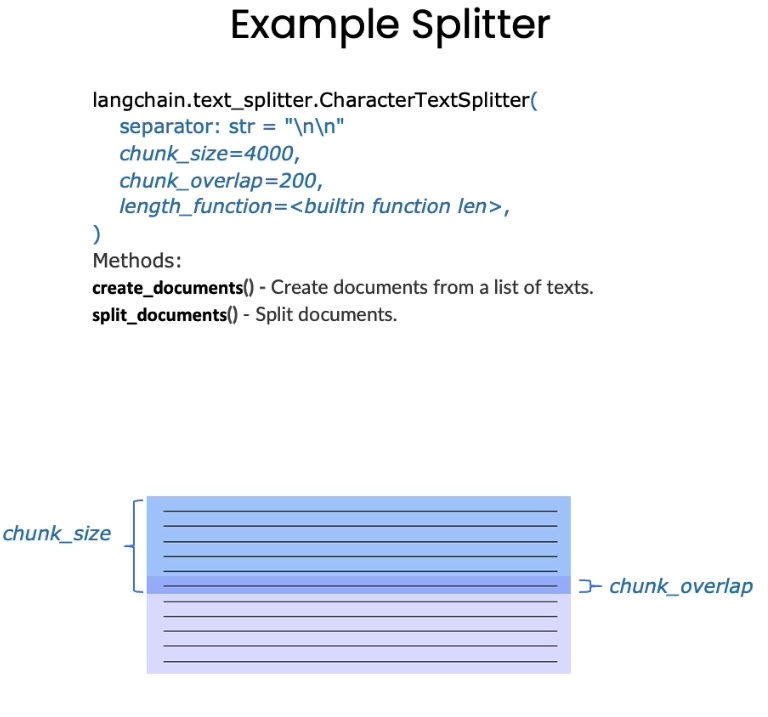 Example Splitter
langchain.text_splitter.CharacterTextSplitter(
separator: str = "\n\n"
chunk_size=4000,
chunk_overlap=200,
length_function=<builtin function len>,
)
Methods:
create_documents() - Create documents from a list of texts.
split_documents() - Split documents.
chunk_size
chunk_overlap